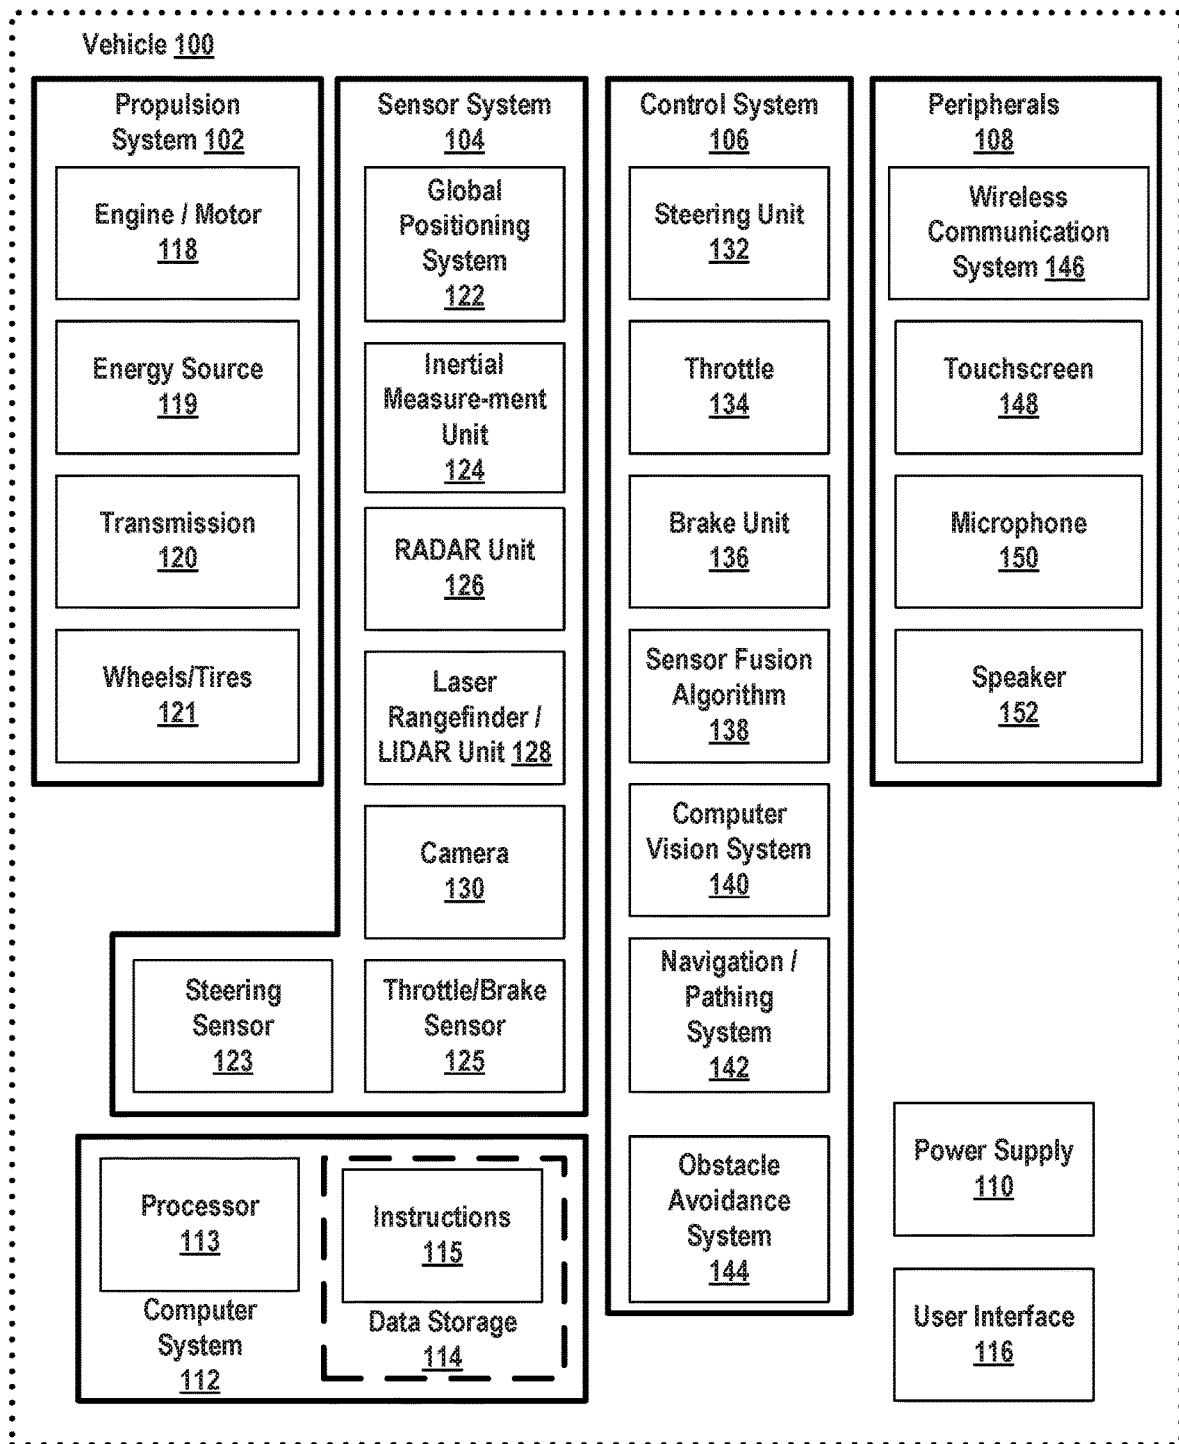 Vehicle 100
Propulsion
System 102
Engine / Motor
118
Energy Source
119
Transmission
120
Wheels/Tires
121
Sensor System
104
Global
Positioning
System
122
Inertial
Measure-ment
Unit
124
RADAR Unit
126
Laser
Rangefinder /
LIDAR Unit 128
Camera
130
Steering
Sensor
123
Throttle/Brake
Sensor
125
Control System
106
Steering Unit
132
Throttle
134
Brake Unit
136
Sensor Fusion
Algorithm
138
Computer
Vision System
140
Navigation /
Pathing
System
142
Obstacle
Avoidance
System
144
Peripherals
108
Wireless
Communication
System 146
Touchscreen
148
Microphone
150
Speaker
152
Processor
113
Computer
System
112
Instructions
115
Data Storage
114
Power Supply
110
User Interface
116